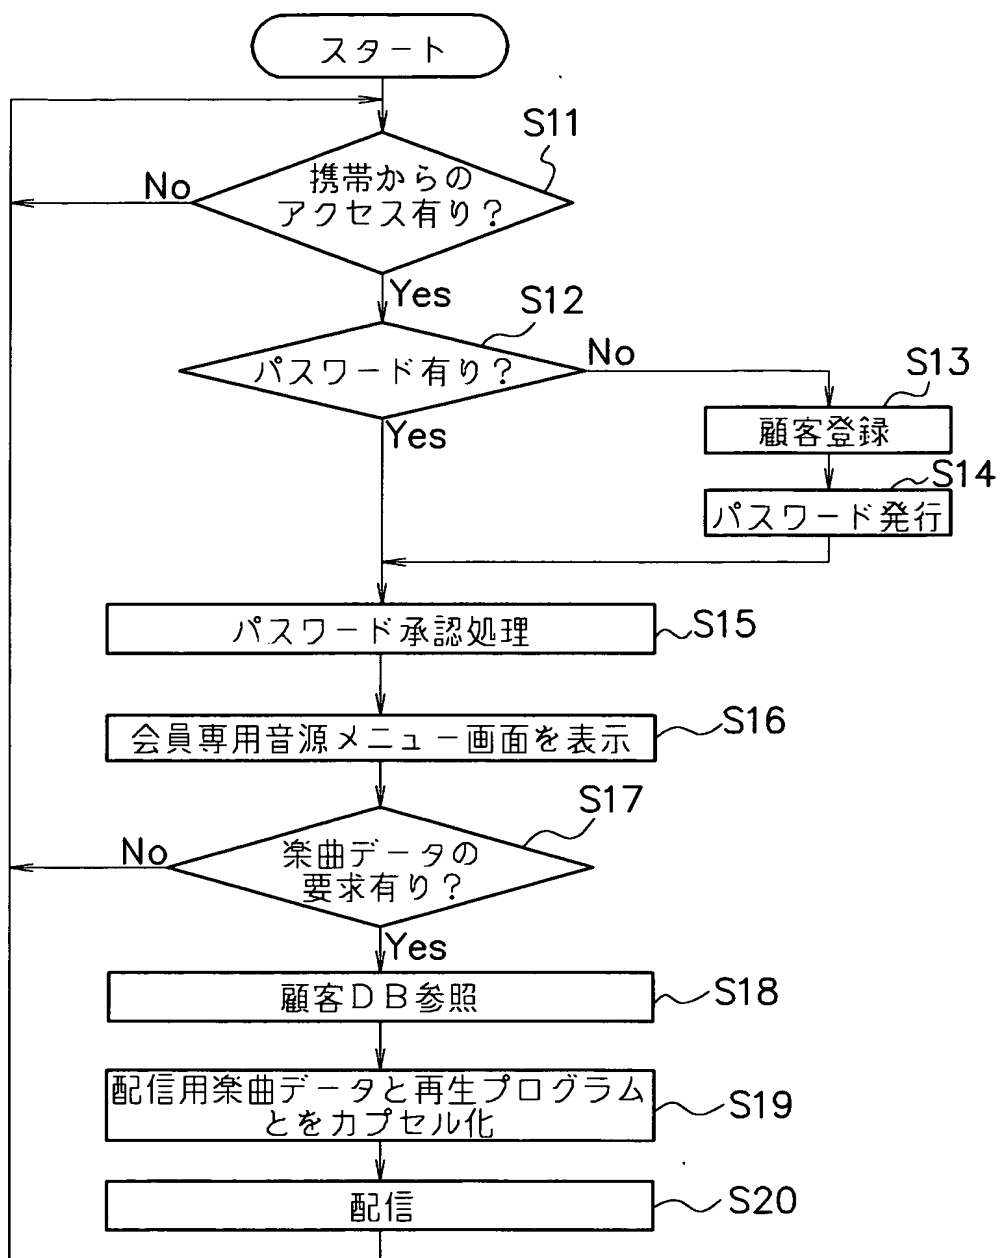 スタート
S11
携帯からの
アクセス有り？
No
Yes
S12
パスワード有り？
No
S13
顧客登録
Yes
S14
パスワード発行
パスワード承認処理
S15
会員専用音源メニュー画面を表示
S16
S17
楽曲データの
要求有り？
No
Yes
顧客DB参照
S18
配信用楽曲データと再生プログラム
とをカプセル化
S19
配信
S20